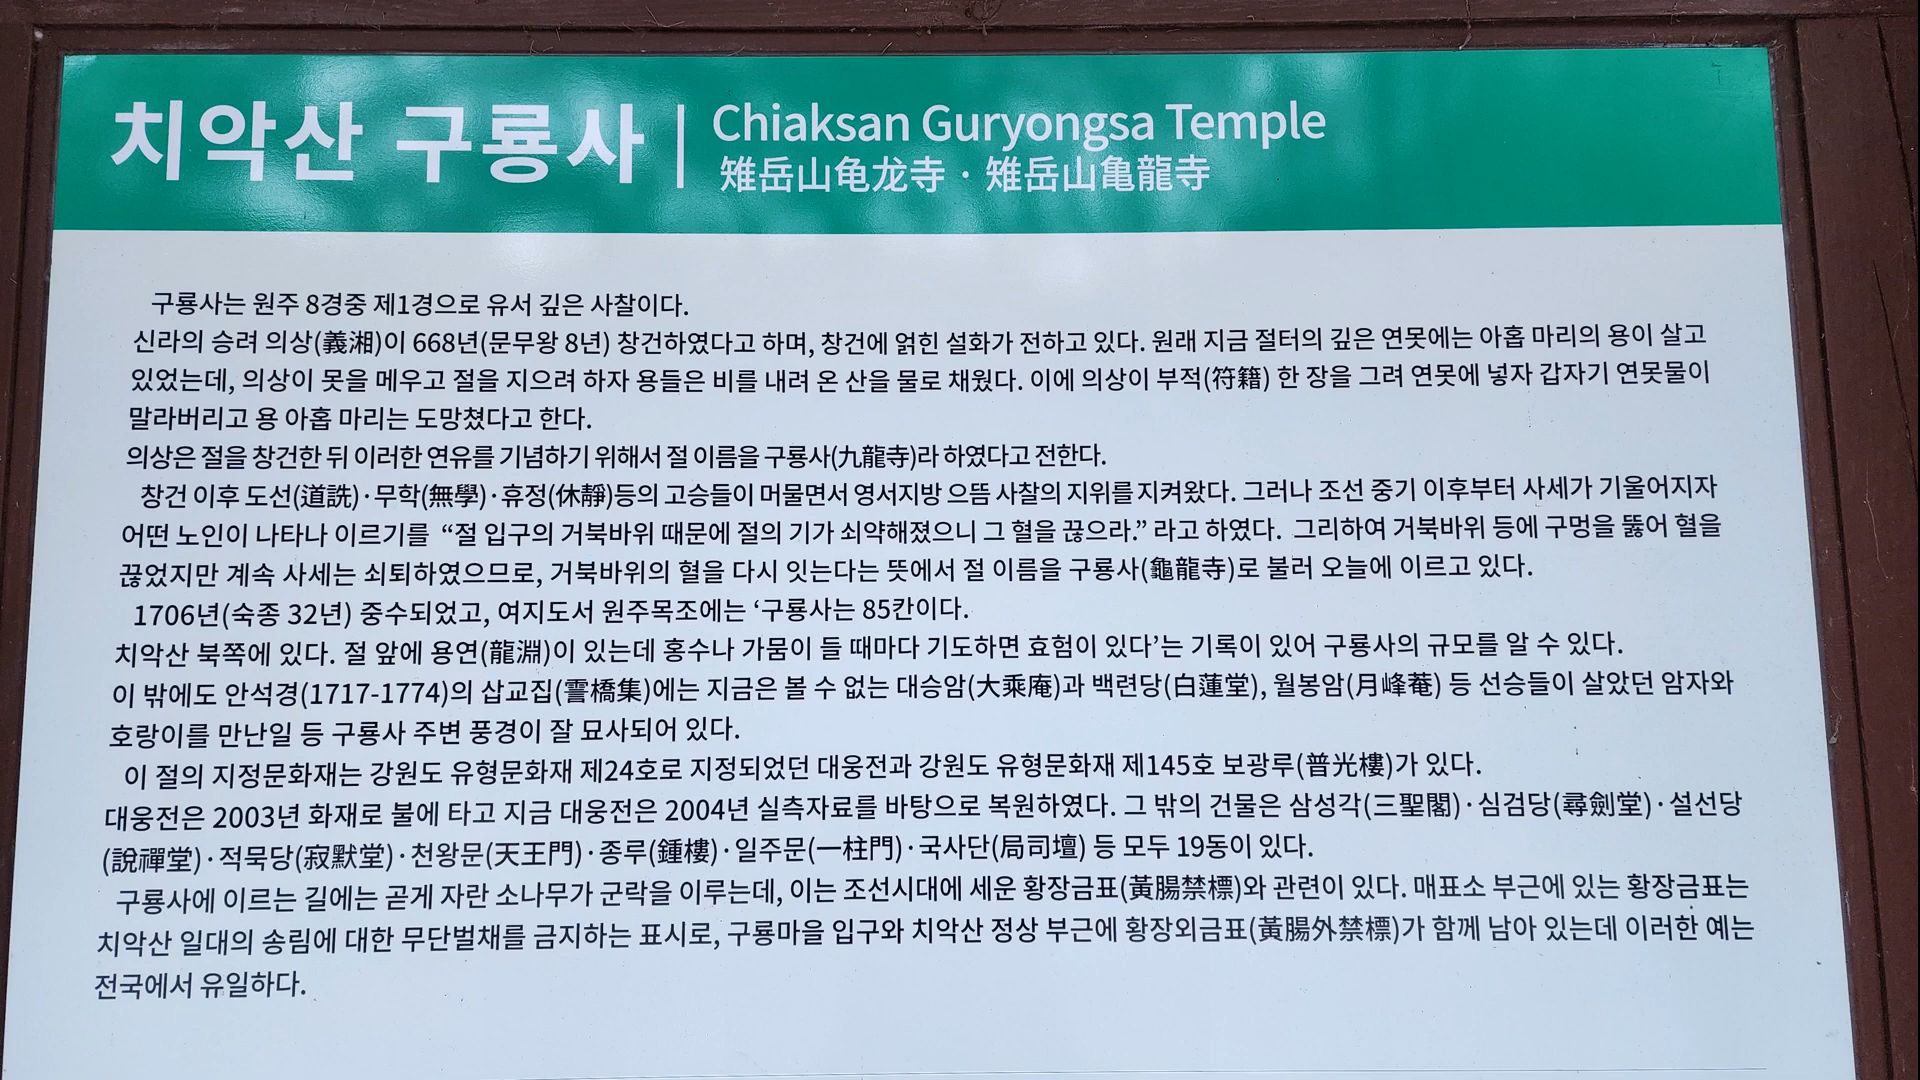 치악산 구룡사
Chiaksan Guryongsa Temple
雉岳山龟龙寺 · 雉岳山亀龍寺
구룡사는 원주 8경중 제1경으로 유서 깊은 사찰이다.
신라의 승려 의상(義湘)이 668년(문무왕 8년) 창건하였다고 하며, 창건에 얽힌 설화가 전하고 있다. 원래 지금 절터의 깊은 연못에는 아홉 마리의 용이 살고
있었는데, 의상이 못을 메우고 절을 지으려 하자 용들은 비를 내려 온 산을 물로 채웠다. 이에 의상이 부적(符籍) 한 장을 그려 연못에 넣자 갑자기 연못물이
말라버리고 용 아홉 마리는 도망쳤다고 한다.
의상은 절을 창건한 뒤 이러한 연유를 기념하기 위해서 절 이름을 구룡사(九龍寺)라 하였다고 전한다.
창건 이후 도선(道詵)·무학(無學)·휴정(休靜)등의 고승들이 머물면서 영서지방 으뜸 사찰의 지위를 지켜왔다. 그러나 조선 중기 이후부터 사세가 기울어지자
어떤 노인이 나타나 이르기를 “절 입구의 거북바위 때문에 절의 기가 쇠약해졌으니 그 혈을 끊으라.” 라고 하였다. 그리하여 거북바위 등에 구멍을 뚫어 혈을
끊었지만 계속 사세는 쇠퇴하였으므로, 거북바위의 혈을 다시 잇는다는 뜻에서 절 이름을 구룡사(龜龍寺)로 불러 오늘에 이르고 있다.
1706년(숙종 32년) 중수되었고, 여지도서 원주목조에는 ‘구룡사는 85칸이다.
치악산 북쪽에 있다. 절 앞에 용연(龍淵)이 있는데 홍수나 가뭄이 들 때마다 기도하면 효험이 있다’는 기록이 있어 구룡사의 규모를 알 수 있다.
이 밖에도 안석경(1717-1774)의 삽교집(霅橋集)에는 지금은 볼 수 없는 대승암(大乘庵)과 백련당(白蓮堂), 월봉암(月峰菴) 등 선승들이 살았던 암자와
호랑이를 만난일 등 구룡사 주변 풍경이 잘 묘사되어 있다.
이 절의 지정문화재는 강원도 유형문화재 제24호로 지정되었던 대웅전과 강원도 유형문화재 제145호 보광루(普光樓)가 있다.
대웅전은 2003년 화재로 불에 타고 지금 대웅전은 2004년 실측자료를 바탕으로 복원하였다. 그 밖의 건물은 삼성각(三聖閣)·심검당(尋劍堂)·설선당
(說禪堂)·적묵당(寂默堂)·천왕문(天王門)·종루(鍾樓)·일주문(一柱門)·국사단(局司壇) 등 모두 19동이 있다.
구룡사에 이르는 길에는 곧게 자란 소나무가 군락을 이루는데, 이는 조선시대에 세운 황장금표(黃腸禁標)와 관련이 있다. 매표소 부근에 있는 황장금표는
치악산 일대의 송림에 대한 무단벌채를 금지하는 표시로, 구룡마을 입구와 치악산 정상 부근에 황장외금표(黃腸外禁標)가 함께 남아 있는데 이러한 예는
전국에서 유일하다.